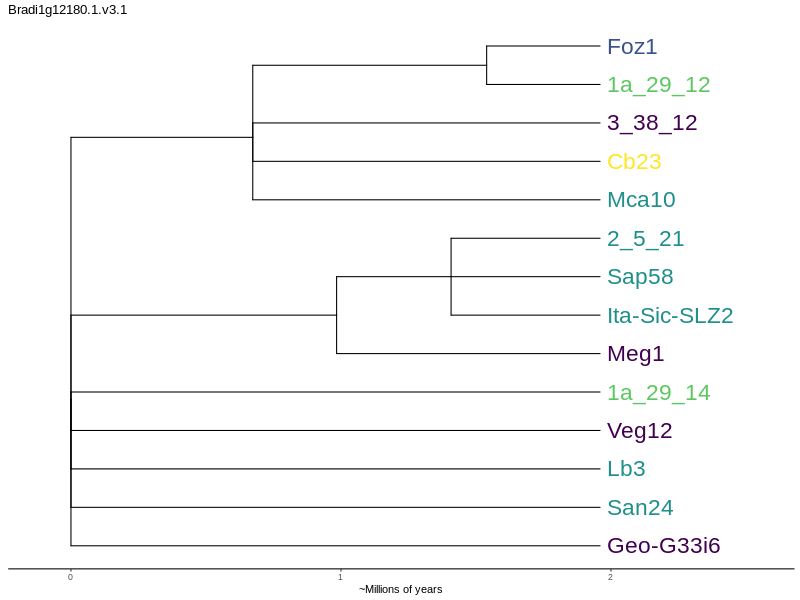 Bradi1g12180.1.v3.1
Foz1
1a_29_12
3_38_12
Cb23
Mca10
2_5_21
Sap58
Ita-Sic-SLZ2
Meg1
1a_29_14
Veg12
Lb3
San24
Geo-G33i6
0 1 2
~Millions of years